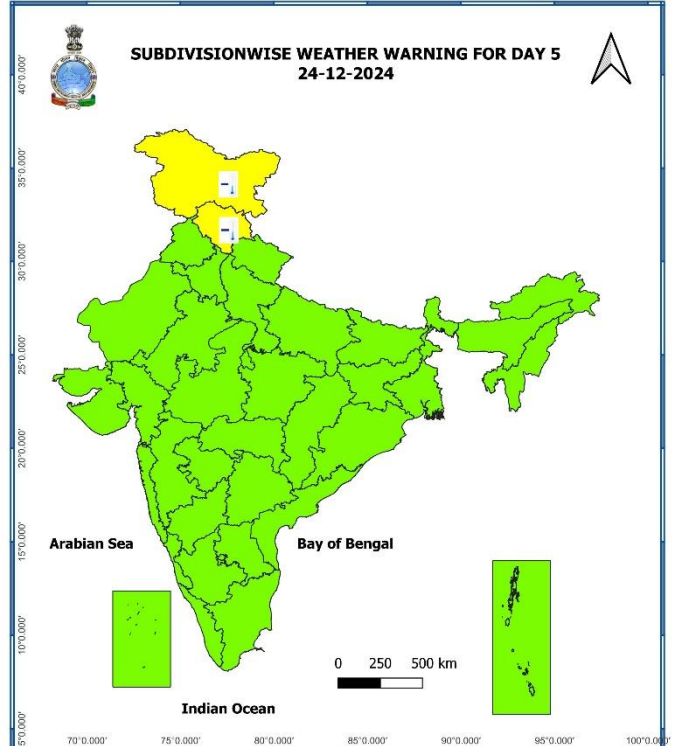 SUBDIVISIONWISE WEATHER WARNING FOR DAY 5
24-12-2024
40°0.000'
35°0.000'
30°0.000'
25°0.000'
20°0.000'
15°0.000'
10°0.000'
5°0.000'
Arabian Sea
Bay of Bengal
0 250 500 km
Indian Ocean
70°0.000' 75°0.000' 80°0.000' 85°0.000' 90°0.000' 95°0.000' 100°0.000'